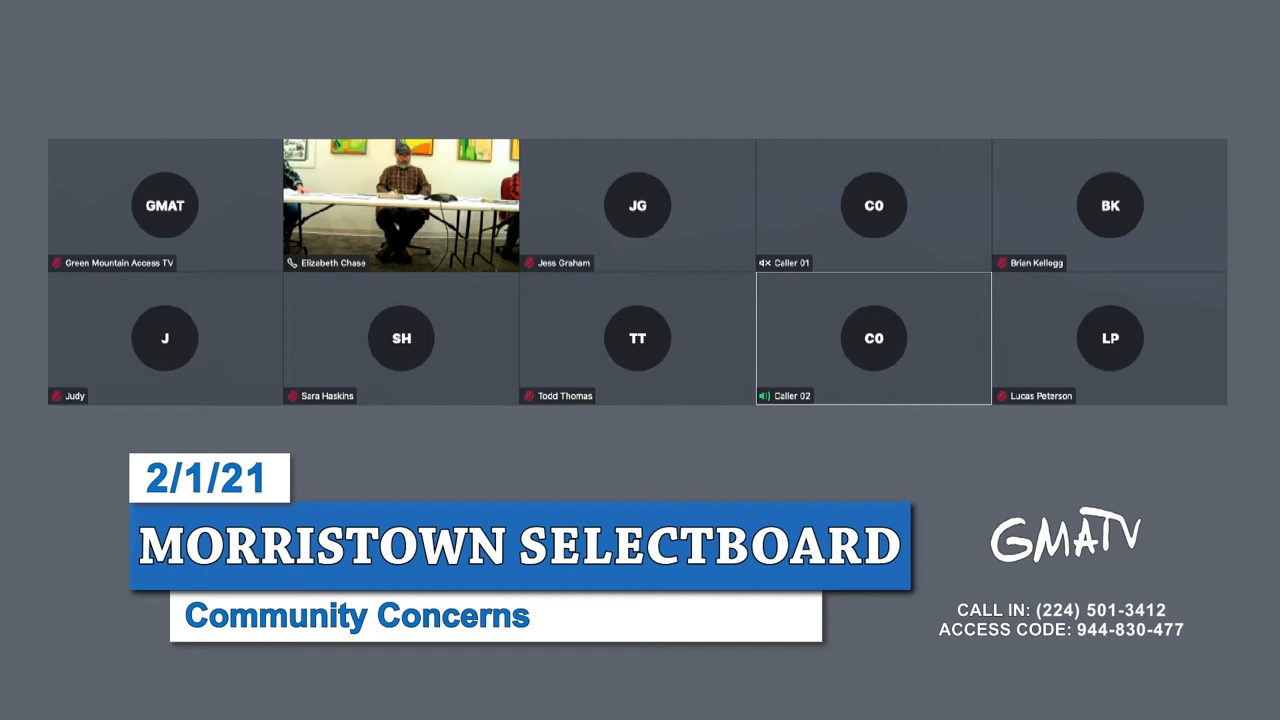 GMAT
JG
C0
BK
Green Mountain Access TV
Elizabeth Chase
Jess Graham
Caller 01
Brian Kellogg
J
SH
TT
C0
LP
Judy
Sara Haskins
Todd Thomas
Caller 02
Lucas Peterson
2/1/21
MORRISTOWN SELECTBOARD
Community Concerns
GMATV
CALL IN: (224) 501-3412
ACCESS CODE: 944-830-477